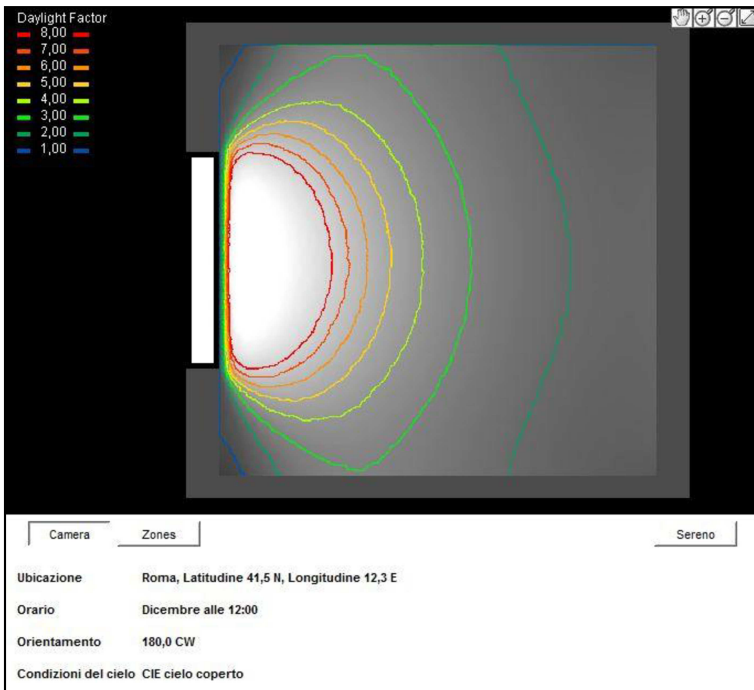 Daylight Factor
8,00
7,00
6,00
5,00
4,00
3,00
2,00
1,00
Camera
Zones
Sereno
Ubicazione Roma, Latitudine 41,5 N, Longitudine 12,3 E
Orario Dicembre alle 12:00
Orientamento 180,0 CW
Condizioni del cielo CIE cielo coperto